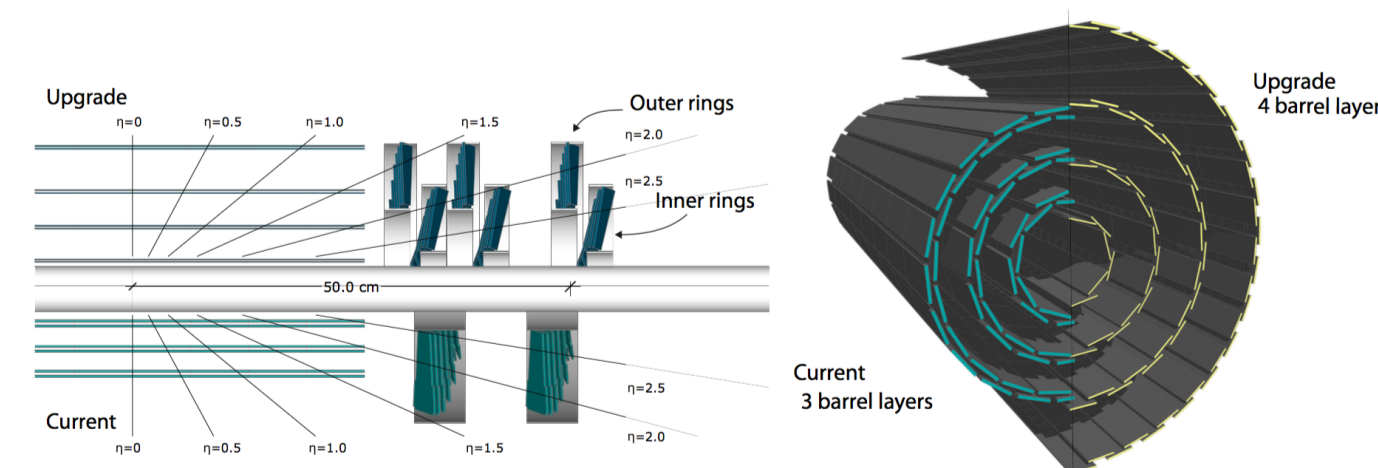 Upgrade
η=0
η=0.5
η=1.0
η=1.5
Outer rings
η=2.0
η=2.5
Inner rings
50.0 cm
Current
η=0
η=0.5
η=1.0
η=1.5
η=2.5
η=2.0
Upgrade
4 barrel layer
Current
3 barrel layers